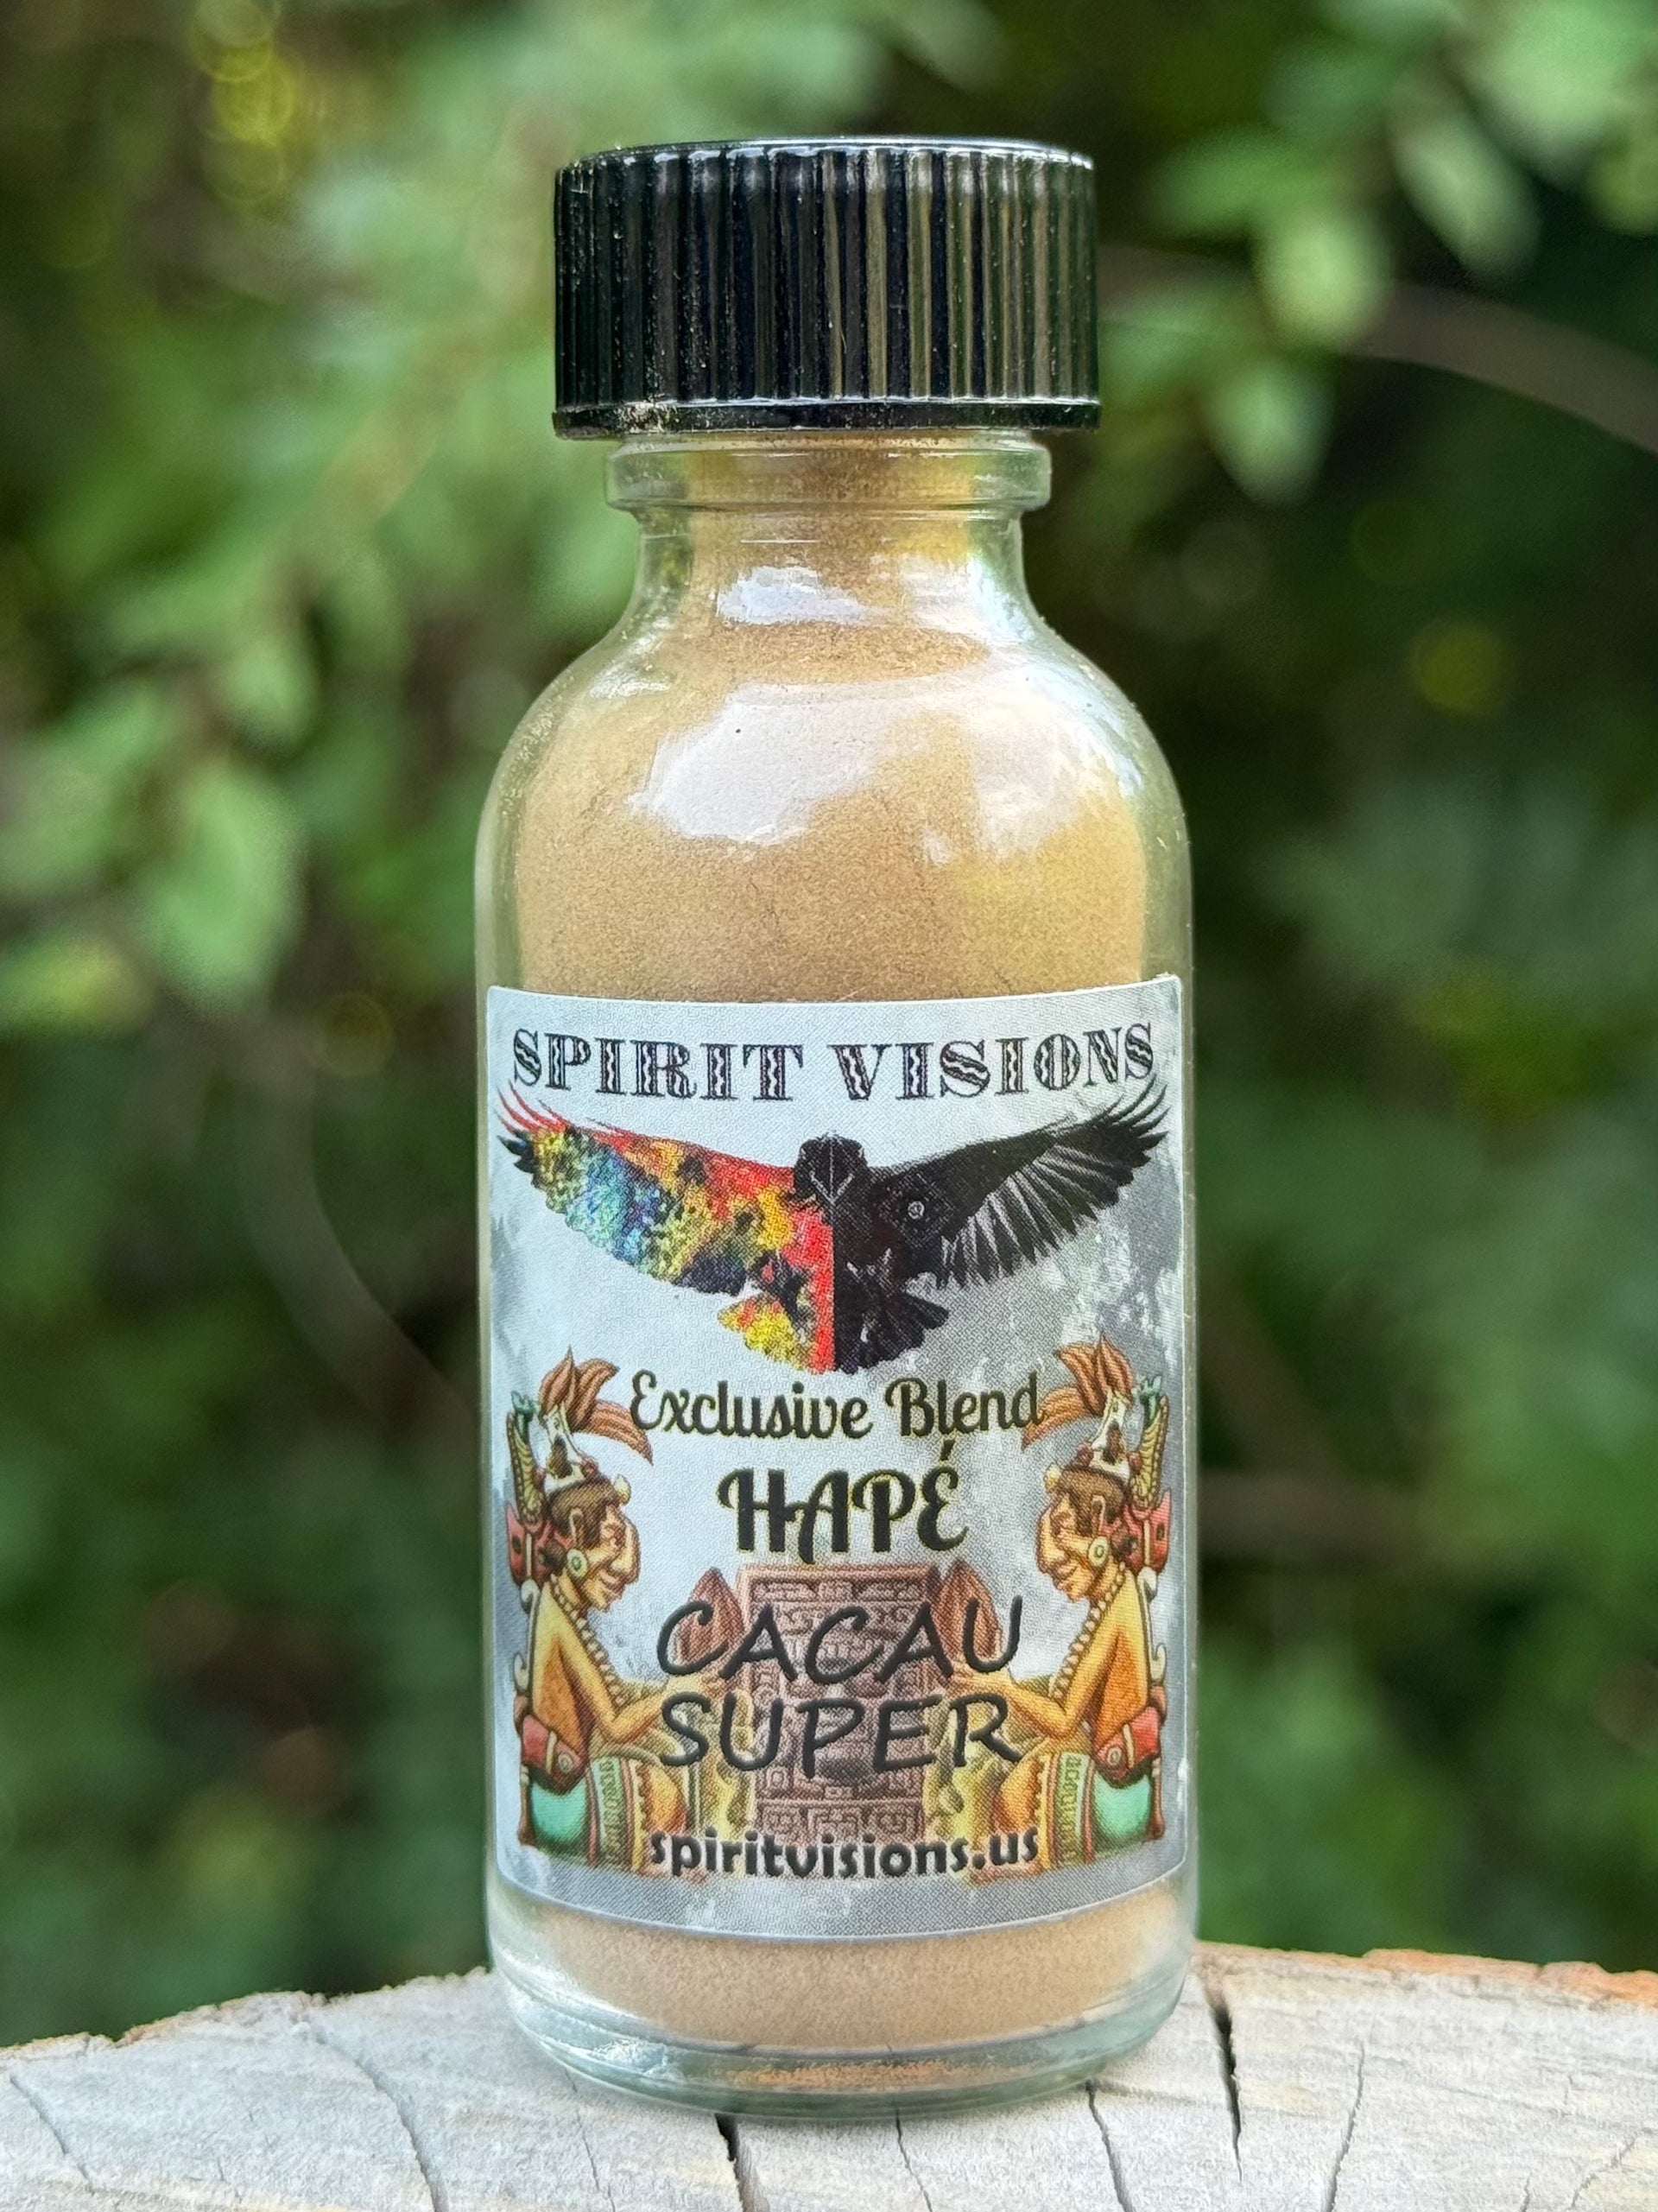 SPIRIT VISIONS
Exclusive Blend
HAPÉ
CACAU
SUPER
spiritvisions.us